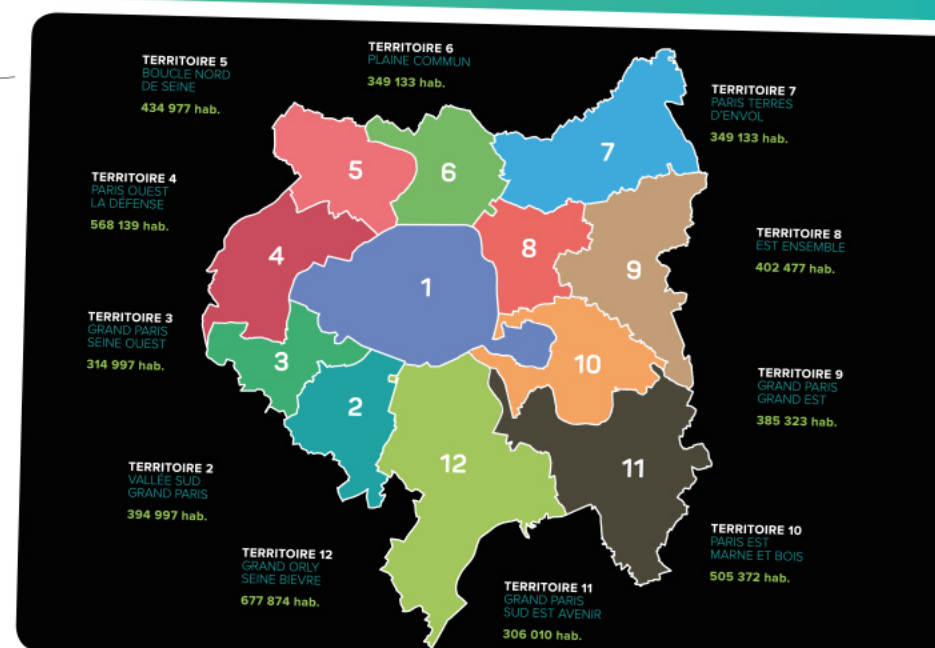 TERRITOIRE 5
BOUCLE NORD
DE SEINE
434 977 hab.
TERRITOIRE 6
PLAINE COMMUN
349 133 hab.
TERRITOIRE 7
PARIS TERRES
D'ENVOL
349 133 hab.
TERRITOIRE 4
PARIS OUEST
LA DÉFENSE
568 139 hab.
TERRITOIRE 8
EST ENSEMBLE
402 477 hab.
TERRITOIRE 3
GRAND PARIS
SEINE OUEST
314 997 hab.
TERRITOIRE 9
GRAND PARIS
GRAND EST
385 323 hab.
TERRITOIRE 2
VALLÉE SUD
GRAND PARIS
394 997 hab.
TERRITOIRE 10
PARIS EST
MARNE ET BOIS
505 372 hab.
TERRITOIRE 12
GRAND ORLY
SEINE BIEVRE
677 874 hab.
TERRITOIRE 11
GRAND PARIS
SUD EST AVENIR
306 010 hab.
5
6
7
4
8
9
1
3
10
2
12
11